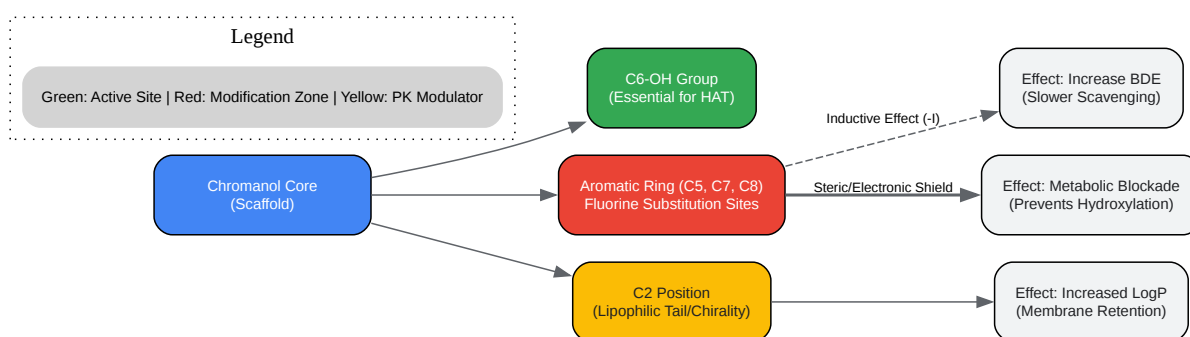 Legend
Green: Active Site | Red: Modification Zone | Yellow: PK Modulator
Chromanol Core
(Scaffold)
C6-OH Group
(Essential for HAT)
Aromatic Ring (C5, C7, C8)
Fluorine Substitution Sites
C2 Position
(Lipophilic Tail/Chirality)
Inductive Effect (-I)
Steric/Electronic Shield
Effect: Increase BDE
(Slower Scavenging)
Effect: Metabolic Blockade
(Prevents Hydroxylation)
Effect: Increased LogP
(Membrane Retention)